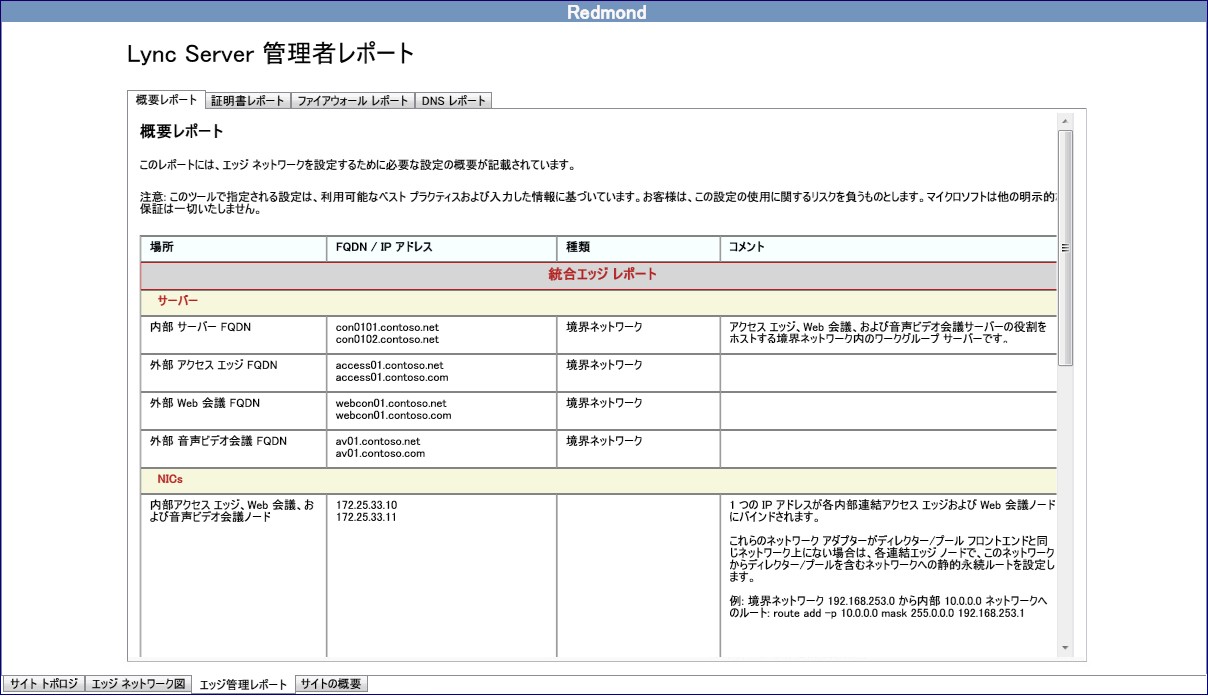 Redmond
Lync Server 管理者レポート
概要レポート 証明書レポート ファイアウォール レポート DNS レポート
概要レポート
このレポートには、エッジ ネットワークを設定するために必要な設定の概要が記載されています。
注意: このツールで指定される設定は、利用可能なベスト プラクティスおよび入力した情報に基づいています。お客様は、この設定の使用に関するリスクを負うものとします。マイクロソフトは他の明示的
保証は一切いたしません。
場所 FQDN / IP アドレス 種類 コメント
統合エッジ レポート
サーバー
内部 サーバー FQDN con0101.contoso.net 境界ネットワーク アクセス エッジ、Web 会議、および音声ビデオ会議サーバーの役割を
con0102.contoso.net ホストする境界ネットワーク内のワークグループ サーバーです。
外部 アクセス エッジ FQDN access01.contoso.net 境界ネットワーク
access01.contoso.com
外部 Web 会議 FQDN webcon01.contoso.net 境界ネットワーク
webcon01.contoso.com
外部 音声ビデオ会議 FQDN av01.contoso.net 境界ネットワーク
av01.contoso.com
NICs
内部アクセス エッジ、Web 会議、お 172.25.33.10 1 つの IP アドレスが各内部連結アクセス エッジおよび Web 会議ノード
よび音声ビデオ会議ノード 172.25.33.11 にバインドされます。
これらのネットワーク アダプターがディレクター/プール フロントエンドと同
じネットワーク上にない場合は、各連結エッジ ノードで、このネットワーク
からディレクター/プールを含むネットワークへの静的永続ルートを設定し
ます。
例: 境界ネットワーク 192.168.253.0 から内部 10.0.0.0 ネットワークへ
のルート: route add -p 10.0.0.0 mask 255.0.0.0 192.168.253.1
サイト トポロジ エッジ ネットワーク図 エッジ管理レポート サイトの概要